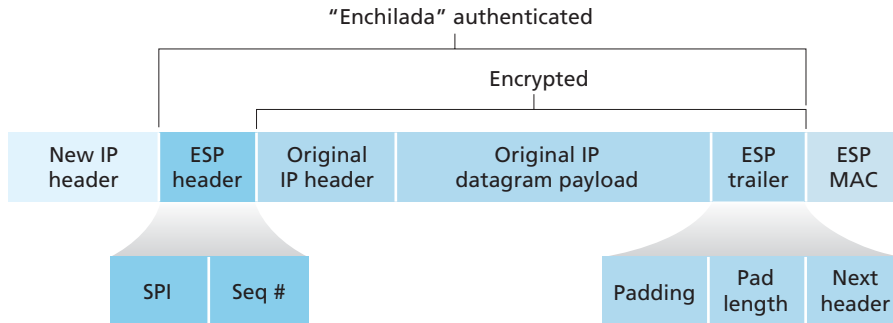 “Enchilada” authenticated
Encrypted
New IP
header
ESP
header
Original
IP header
Original IP
datagram payload
ESP
trailer
ESP
MAC
SPI
Seq #
Padding
Pad
length
Next
header